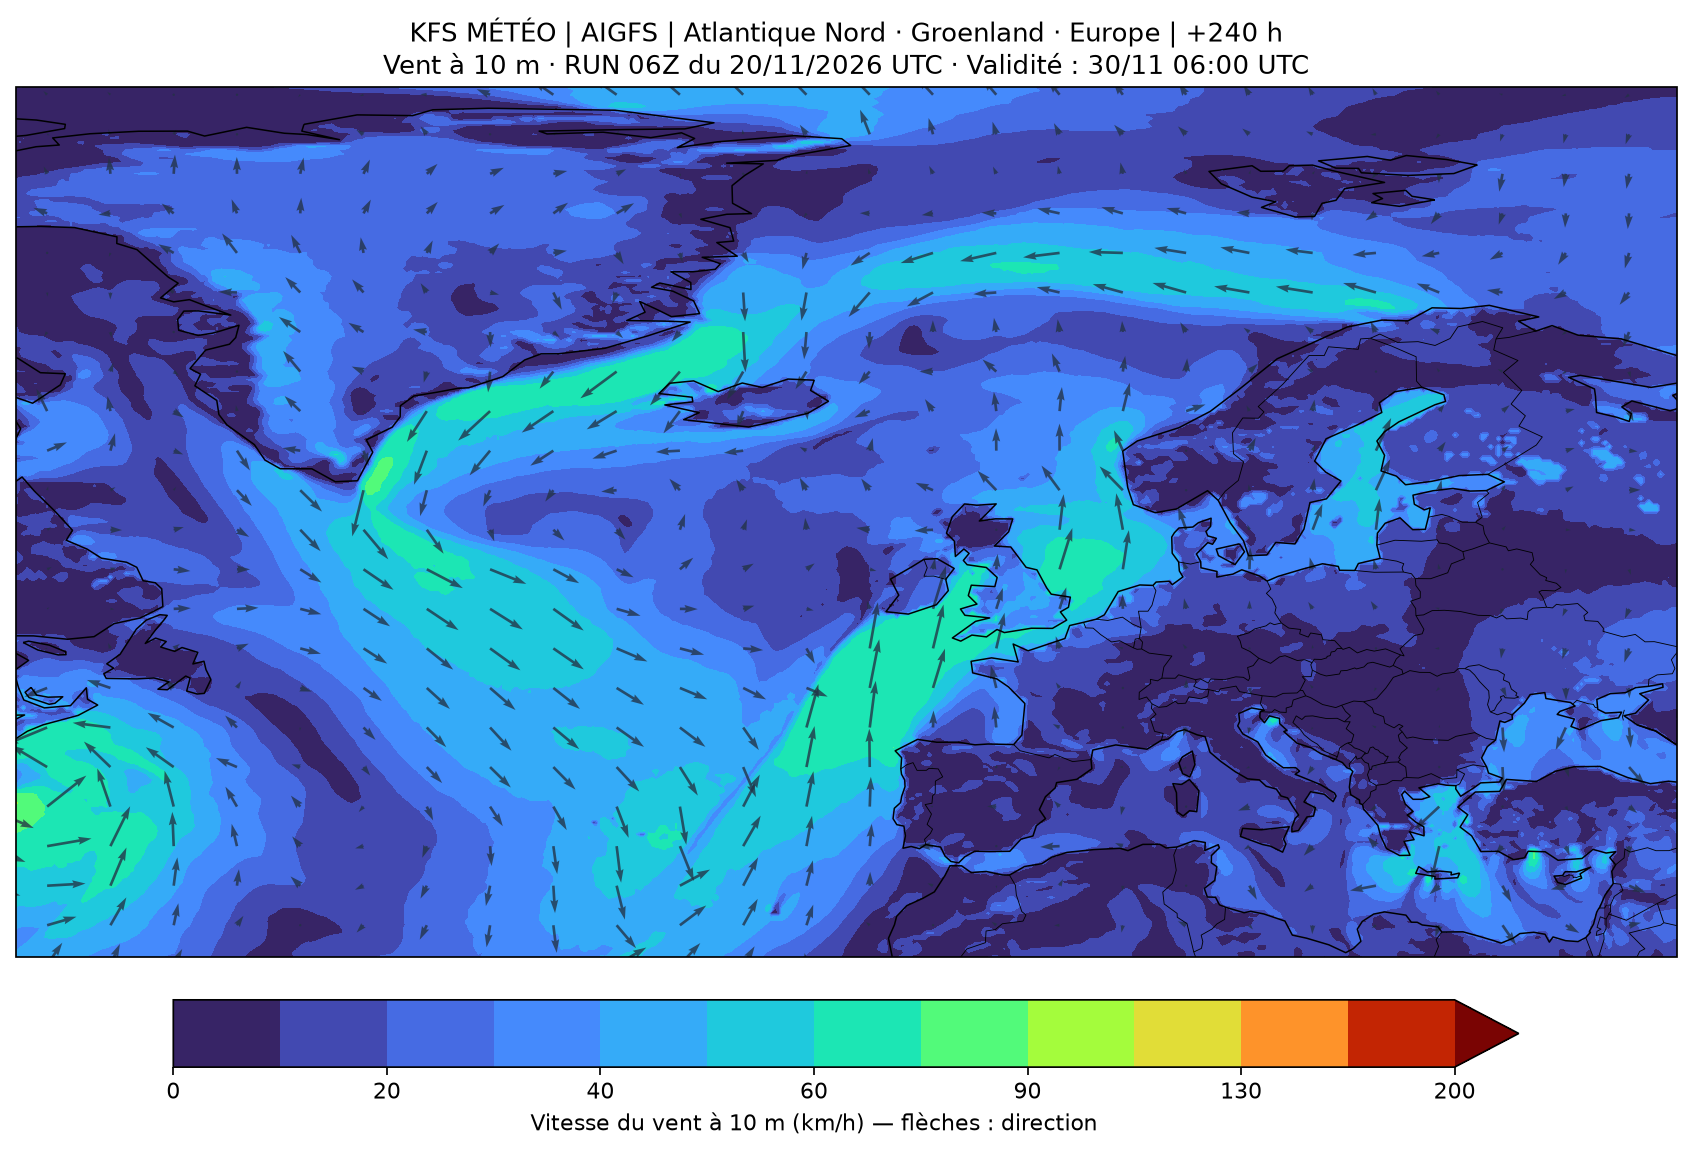 KFS MÉTÉO | AIGFS | Atlantique Nord · Groenland · Europe | +240 h
Vent à 10 m · RUN 06Z du 20/11/2026 UTC · Validité : 30/11 06:00 UTC
0 20 40 60 90 130 200
Vitesse du vent à 10 m (km/h) — flèches : direction